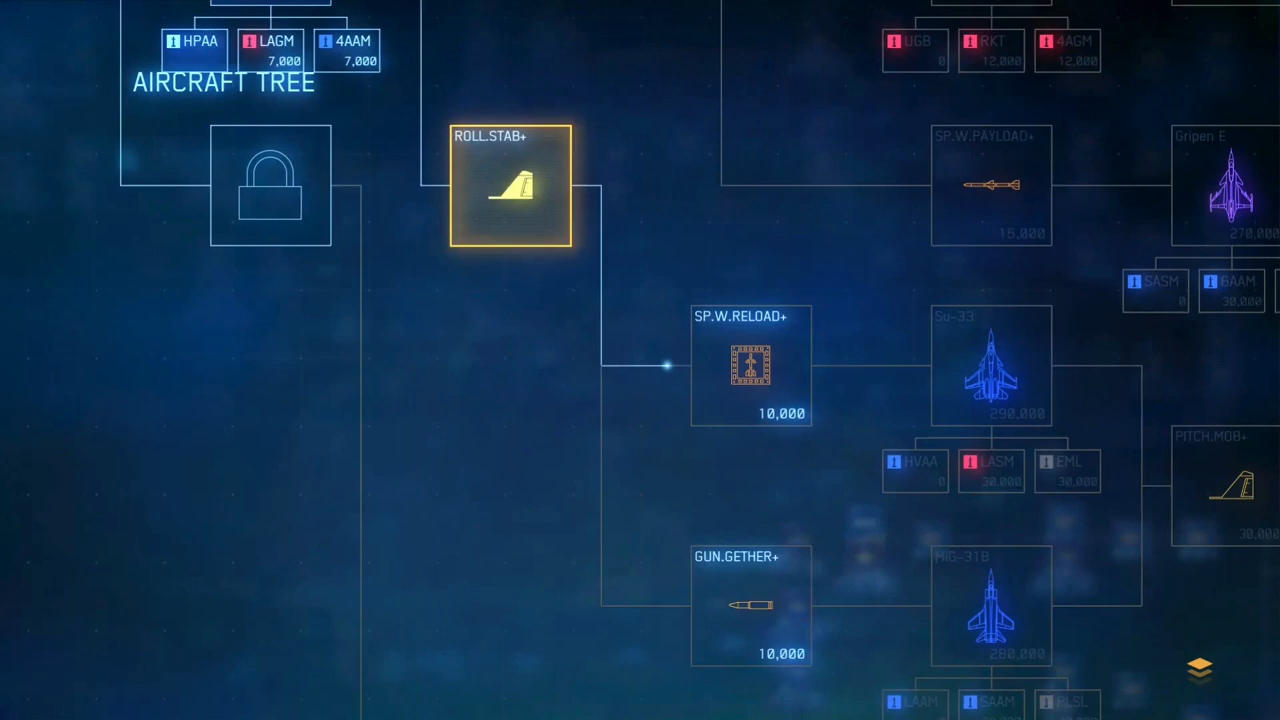 HPAA
LAGM
7,000
4AAM
7,000
UGB
0
RKT
12,000
4AGM
12,000
AIRCRAFT TREE
ROLL.STAB+
SP.W.PAYLOAD+
15,000
Gripen E
270,000
SASM
0
6AAM
30,000
SP.W.RELOAD+
10,000
Su-33
290,000
HVAA
0
LASM
30,000
EML
30,000
PITCH.MOB+
30,000
GUN.GETHER+
10,000
MiG-31B
280,000
LAAM
SAAM
PLSL